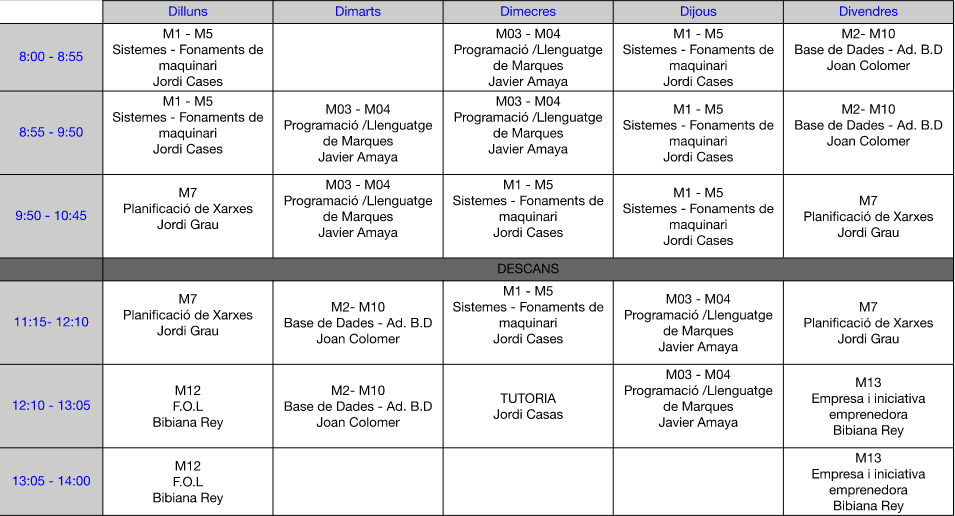 Dilluns
Dimarts
Dimecres
Dijous
Divendres
8:00 - 8:55
M1 - M5
Sistemes - Fonaments de
maquinari
Jordi Cases
M03 - M04
Programació /Llenguatge
de Marques
Javier Amaya
M1 - M5
Sistemes - Fonaments de
maquinari
Jordi Cases
M2- M10
Base de Dades - Ad. B.D
Joan Colomer
8:55 - 9:50
M1 - M5
Sistemes - Fonaments de
maquinari
Jordi Cases
M03 - M04
Programació /Llenguatge
de Marques
Javier Amaya
M03 - M04
Programació /Llenguatge
de Marques
Javier Amaya
M1 - M5
Sistemes - Fonaments de
maquinari
Jordi Cases
M2- M10
Base de Dades - Ad. B.D
Joan Colomer
9:50 - 10:45
M7
Planificació de Xarxes
Jordi Grau
M03 - M04
Programació /Llenguatge
de Marques
Javier Amaya
M1 - M5
Sistemes - Fonaments de
maquinari
Jordi Cases
M1 - M5
Sistemes - Fonaments de
maquinari
Jordi Cases
M7
Planificació de Xarxes
Jordi Grau
DESCANS
11:15- 12:10
M7
Planificació de Xarxes
Jordi Grau
M2- M10
Base de Dades - Ad. B.D
Joan Colomer
M1 - M5
Sistemes - Fonaments de
maquinari
Jordi Cases
M03 - M04
Programació /Llenguatge
de Marques
Javier Amaya
M7
Planificació de Xarxes
Jordi Grau
12:10 - 13:05
M12
F.O.L
Bibiana Rey
M2- M10
Base de Dades - Ad. B.D
Joan Colomer
TUTORIA
Jordi Casas
M03 - M04
Programació /Llenguatge
de Marques
Javier Amaya
M13
Empresa i iniciativa
emprenedora
Bibiana Rey
13:05 - 14:00
M12
F.O.L
Bibiana Rey
M13
Empresa i iniciativa
emprenedora
Bibiana Rey